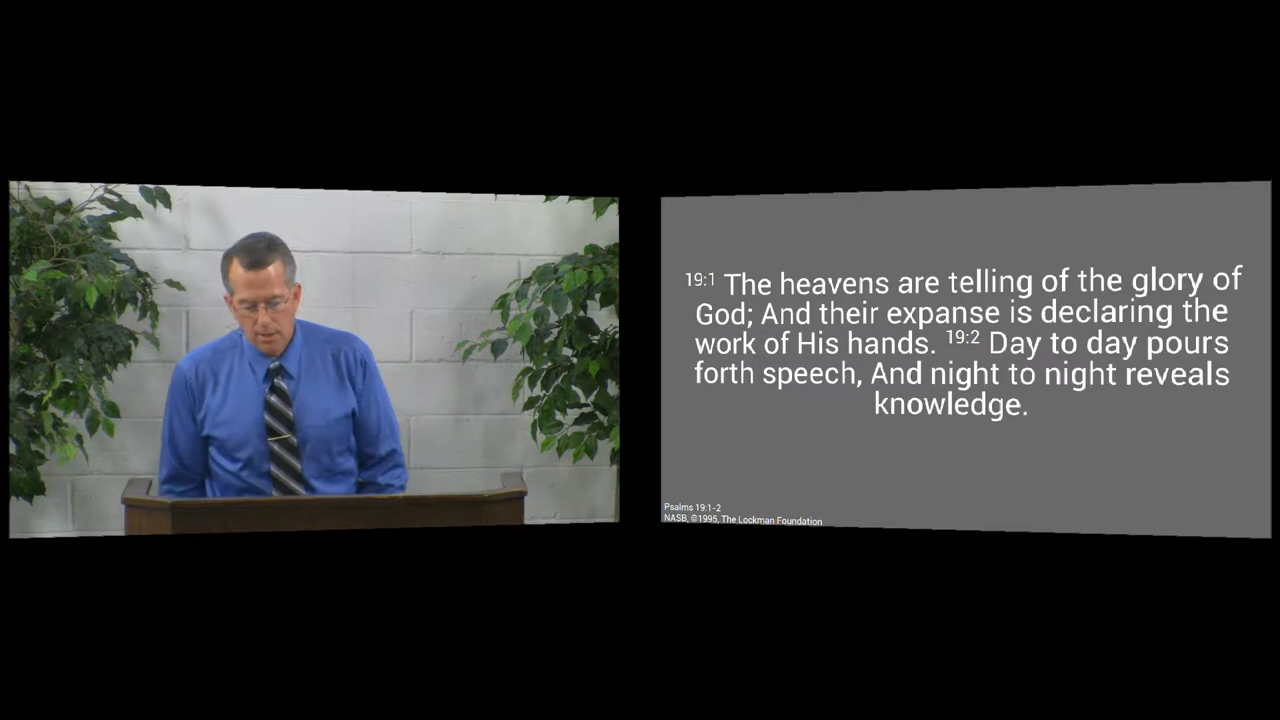 19:1 The heavens are telling of the glory of
God; And their expanse is declaring the
work of His hands. 19:2 Day to day pours
forth speech, And night to night reveals
knowledge.
Psalms 19:1-2
NASB, ©1995, The Lockman Foundation